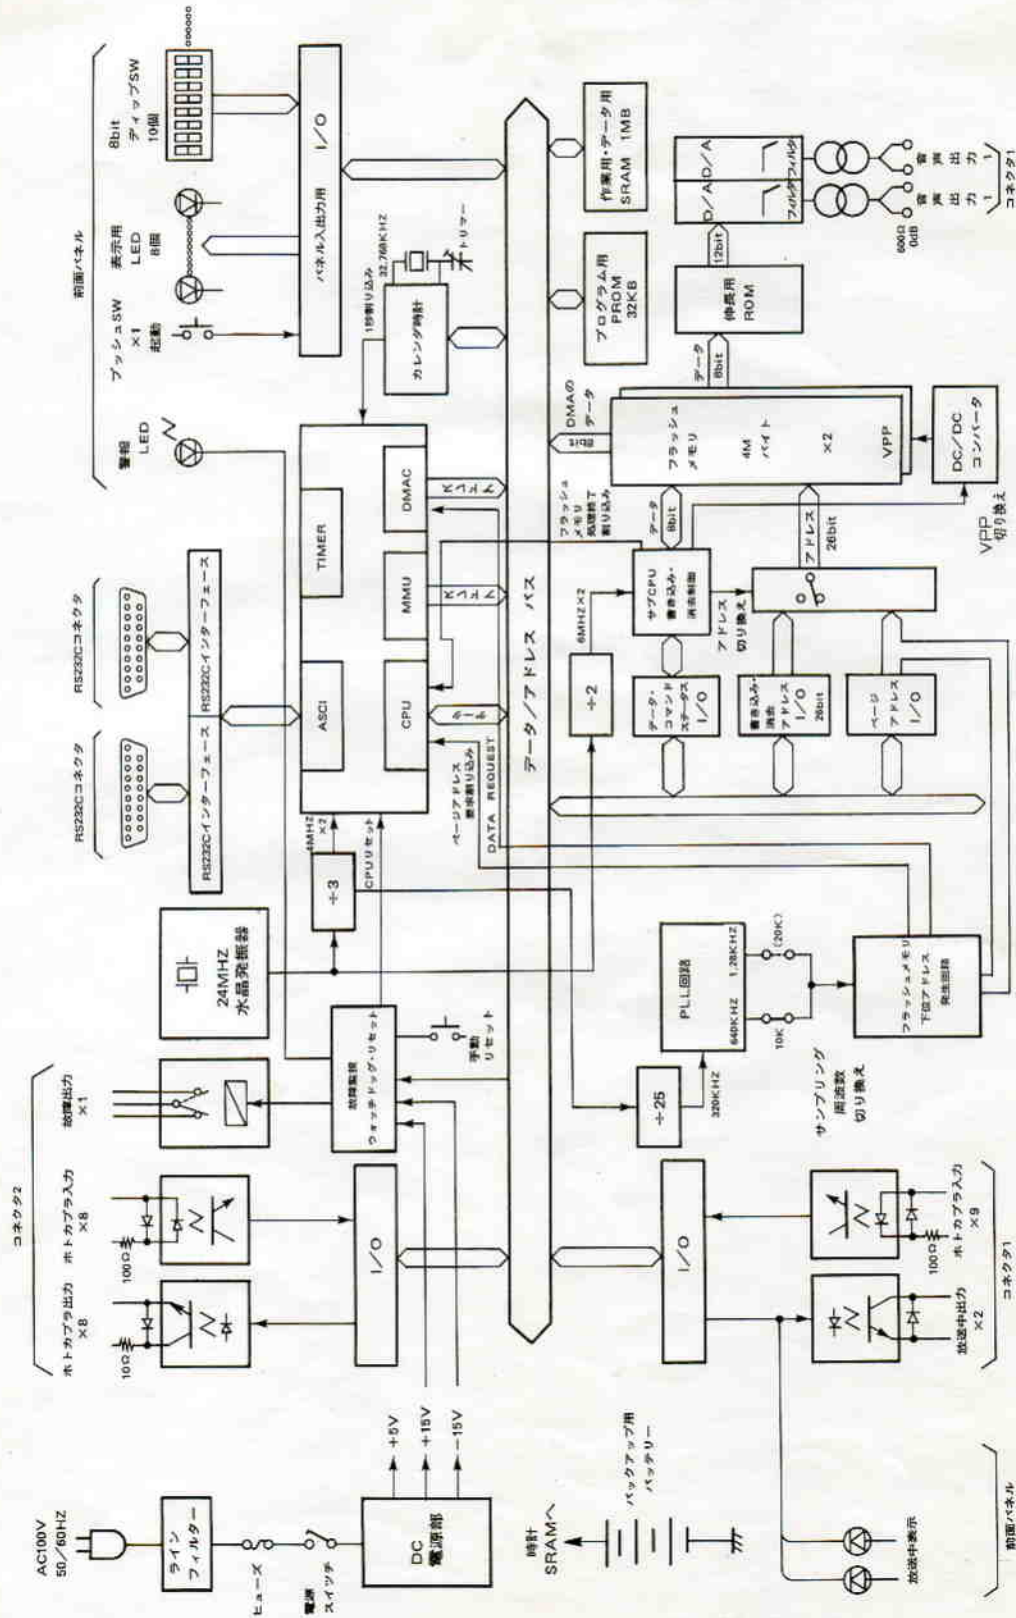 AC100V
50/60HZ
ライン
フィルター
ヒューズ
電源
スイッチ
DC
電源部
+5V
+15V
-15V
時計
SRAMへ
バックアップ用
バッテリー
放送中表示
前面パネル
コネクタ2
ホトカプラ出力
×8
10Ω
ホトカプラ入力
×8
100Ω
故障出力
×1
I/O
故障監視
ウォッチドッグ・リセット
手動
リセット
24MHZ
水晶発振器
÷3
4MHZ
×2
CPUリセット
RS232Cコネクタ
RS232Cコネクタ
RS232Cインターフェース
RS232Cインターフェース
ASCI
TIMER
CPU
MMU
DMAC
データ
アドレス
アドレス
ページアドレス
要求割り込み
DATA REQUEST
前面パネル
警報
LED
プッシュSW
×1
起動
表示用
LED
8個
8bit
ディップSW
10個
パネル入出力用 I/O
1秒割り込み
32,768KHZ
カレンダ時計
トリマー
データ/アドレス バス
I/O
放送中出力
×2
ホトカプラ入力
×9
100Ω
コネクタ1
÷25
320KHZ
PLL回路
640KHZ
1,28KHZ
10K
(20K)
サンプリング
周波数
切り換え
フラッシュメモリ
下位アドレス
発生回路
÷2
6MHZ×2
データ・
コマンド
ステータス
I/O
書き込み・
消去
アドレス
I/O
26bit
ページ
アドレス
I/O
サブCPU
書き込み・
消去制御
アドレス
切り換え
フラッシュ
メモリ
処理終了
割り込み
データ
8bit
アドレス
26bit
DMAの
データ
8bit
フラッシュ
メモリ
4M
バイト
×2
VPP
DC/DC
コンバータ
VPP
切り換え
プログラム用
PROM
32KB
作業用・データ用
SRAM 1MB
データ
8bit
伸長用
ROM
12bit
D/A
D/A
フィルタ
フィルタ
600Ω
0dB
音声出力1
音声出力1
コネクタ1